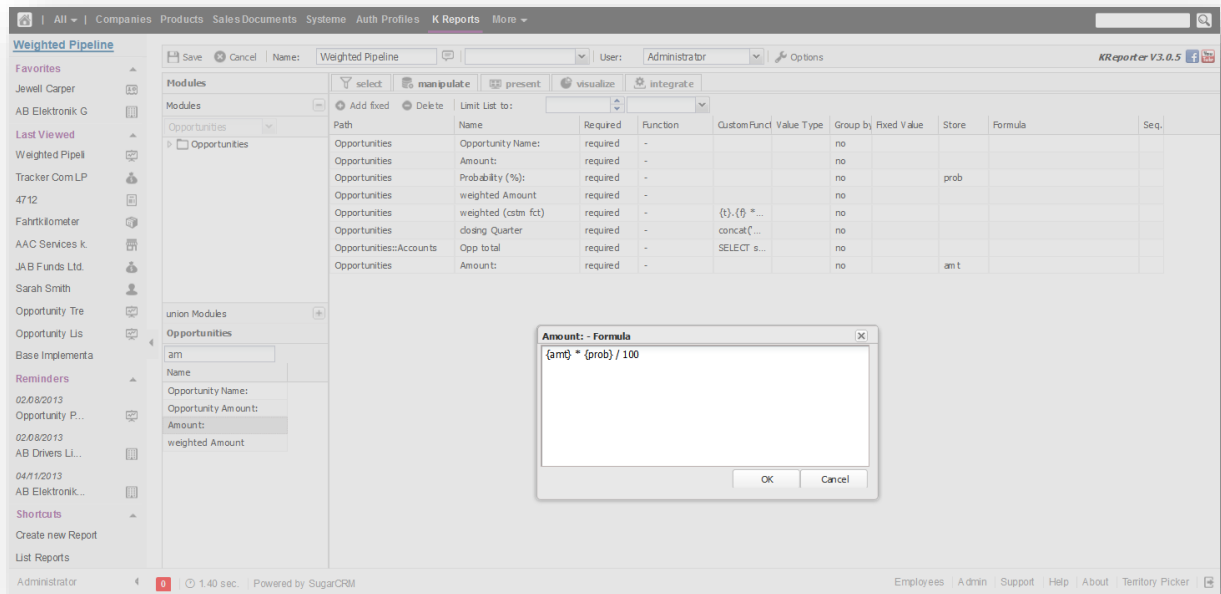 All | Companies Products Sales Documents Systeme Auth Profiles K Reports More
Weighted Pipeline
Save Cancel Name: Weighted Pipeline User: Administrator Options KReporter V3.0.5
Favorites
Jewell Carper
AB Elektronik G
Last Viewed
Weighted Pipeli
Tracker Com LP
4712
Fahrtkilometer
AAC Services k.
JAB Funds Ltd.
Sarah Smith
Opportunity Tre
Opportunity Lis
Base Implementa
Reminders
02/08/2013
Opportunity P...
02/08/2013
AB Drivers Li...
04/11/2013
AB Elektronik...
Shortcuts
Create new Report
List Reports
Modules
Modules
Opportunities
Opportunities
union Modules
Opportunities
am
Name
Opportunity Name:
Opportunity Amount:
Amount:
weighted Amount
select manipulate present visualize integrate
Add fixed Delete Limit List to:
Path Name Required Function CustomFunct Value Type Group by Fixed Value Store Formula Seq.
Opportunities Opportunity Name: required - no
Opportunities Amount: required - no
Opportunities Probability (%): required - no prob
Opportunities weighted Amount required - no
Opportunities weighted (cstm fct) required - {t}.{f} *... no
Opportunities closing Quarter required - concat('... no
Opportunities::Accounts Opp total required - SELECT s... no
Opportunities Amount: required - no amt
Amount: - Formula
{amt} * {prob} / 100
OK Cancel
Administrator 0 1.40 sec. Powered by SugarCRM Employees | Admin | Support | Help | About | Territory Picker